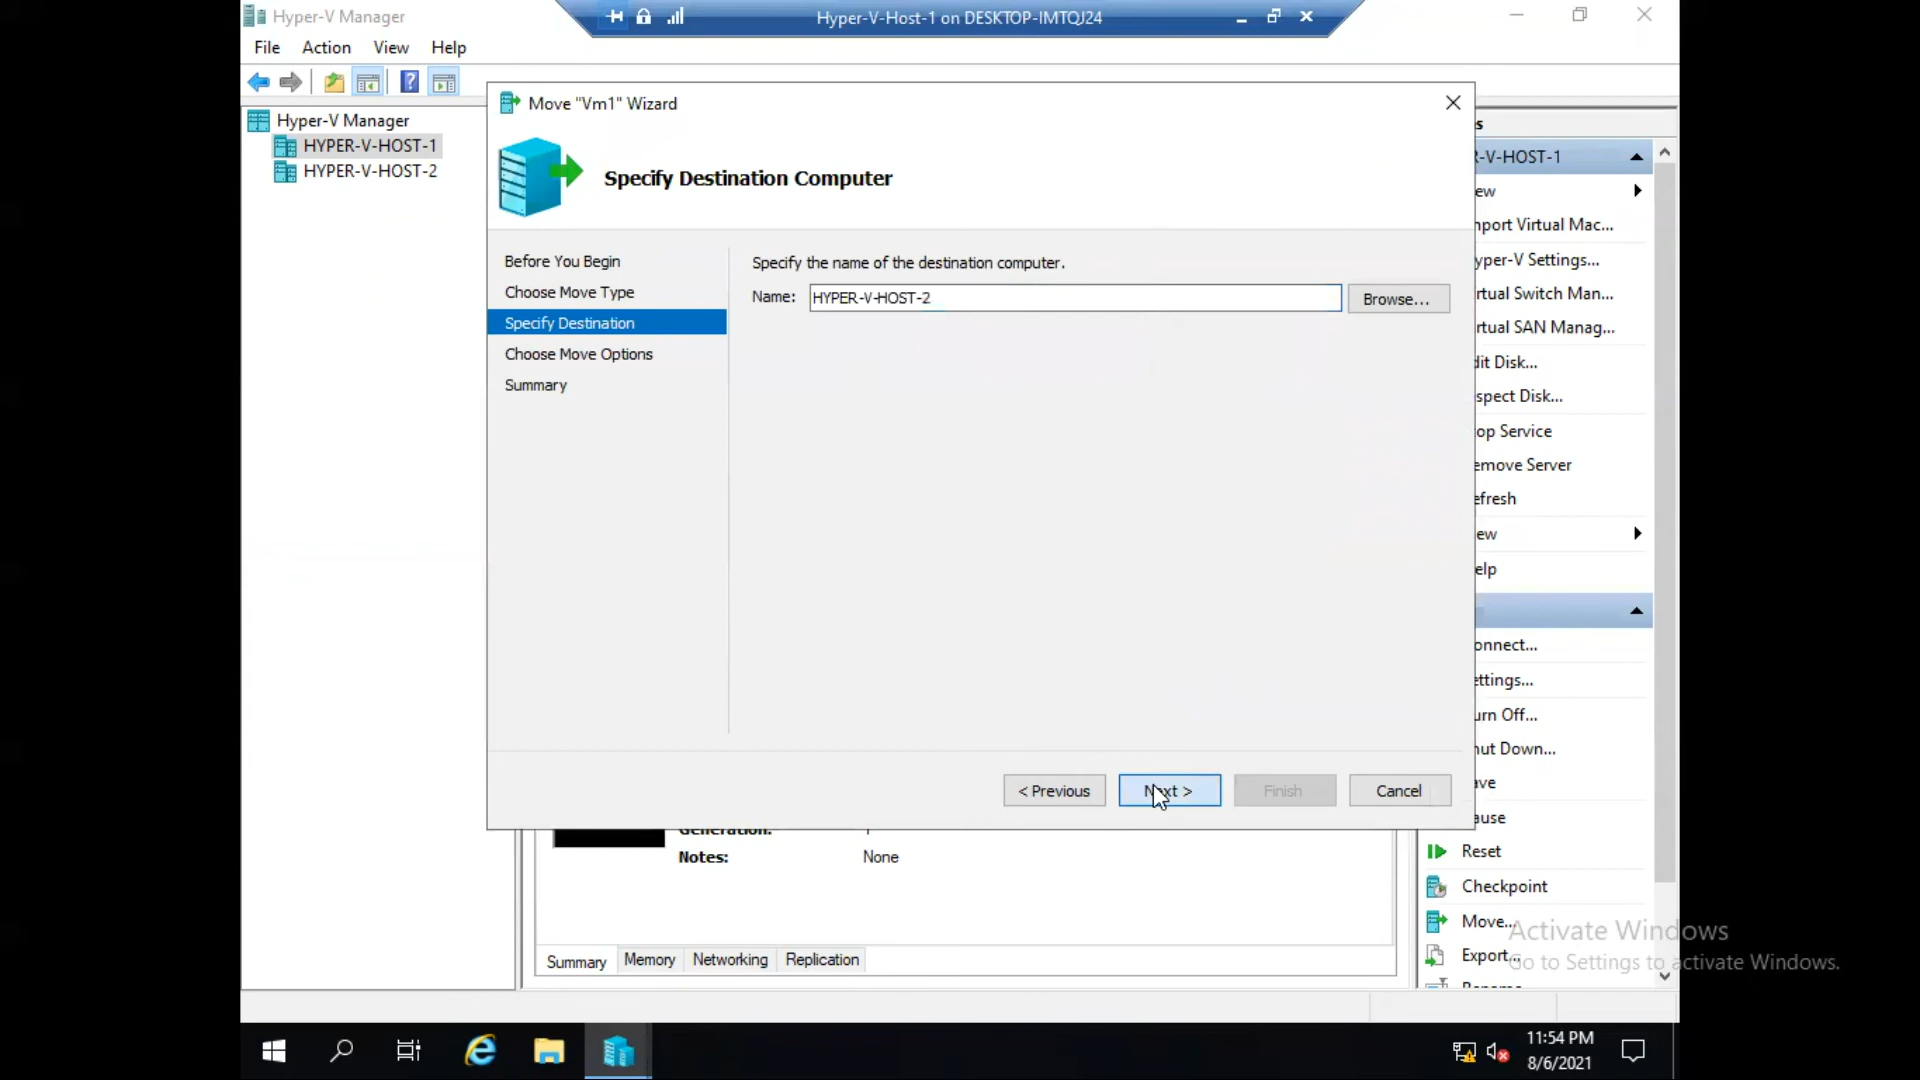 Hyper-V Manager
Hyper-V-Host-1 on DESKTOP-IMTQJ24
File Action View Help
Hyper-V Manager
HYPER-V-HOST-1
HYPER-V-HOST-2
Move "Vm1" Wizard
Specify Destination Computer
Before You Begin
Choose Move Type
Specify Destination
Choose Move Options
Summary
Specify the name of the destination computer.
Name: HYPER-V-HOST-2 Browse...
< Previous Next > Finish Cancel
s
R-V-HOST-1
ew
nport Virtual Mac...
yper-V Settings...
rtual Switch Man...
rtual SAN Manag...
dit Disk...
spect Disk...
op Service
emove Server
efresh
ew
elp
onnect...
ettings...
urn Off...
hut Down...
ave
ause
Reset
Checkpoint
Move...
Export...
Generation:
Notes: None
Summary Memory Networking Replication
Activate Windows
Go to Settings to activate Windows.
11:54 PM
8/6/2021